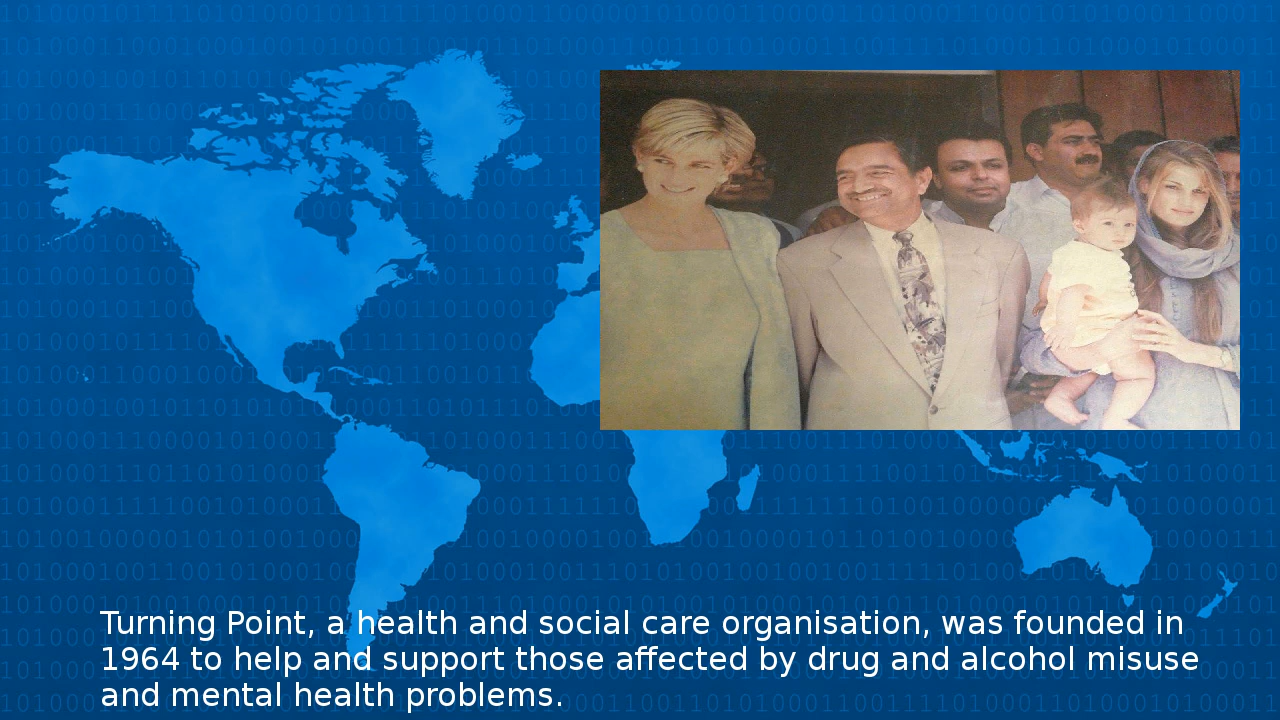 Turning Point, a health and social care organisation, was founded in
1964 to help and support those affected by drug and alcohol misuse
and mental health problems.